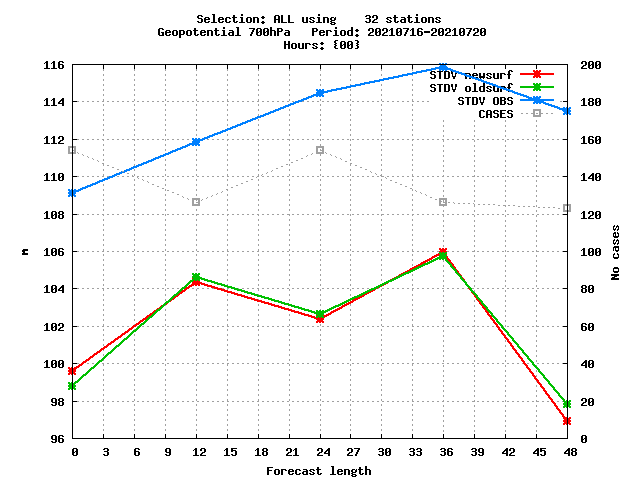 Selection: ALL using    32 stations
Geopotential 700hPa   Period: 20210716-20210720
Hours: {00}
STDV newsurf
STDV oldsurf
STDV OBS
CASES
116
114
112
110
108
106
104
102
100
98
96
m
200
180
160
140
120
100
80
60
40
20
0
No cases
0 3 6 9 12 15 18 21 24 27 30 33 36 39 42 45 48
Forecast length